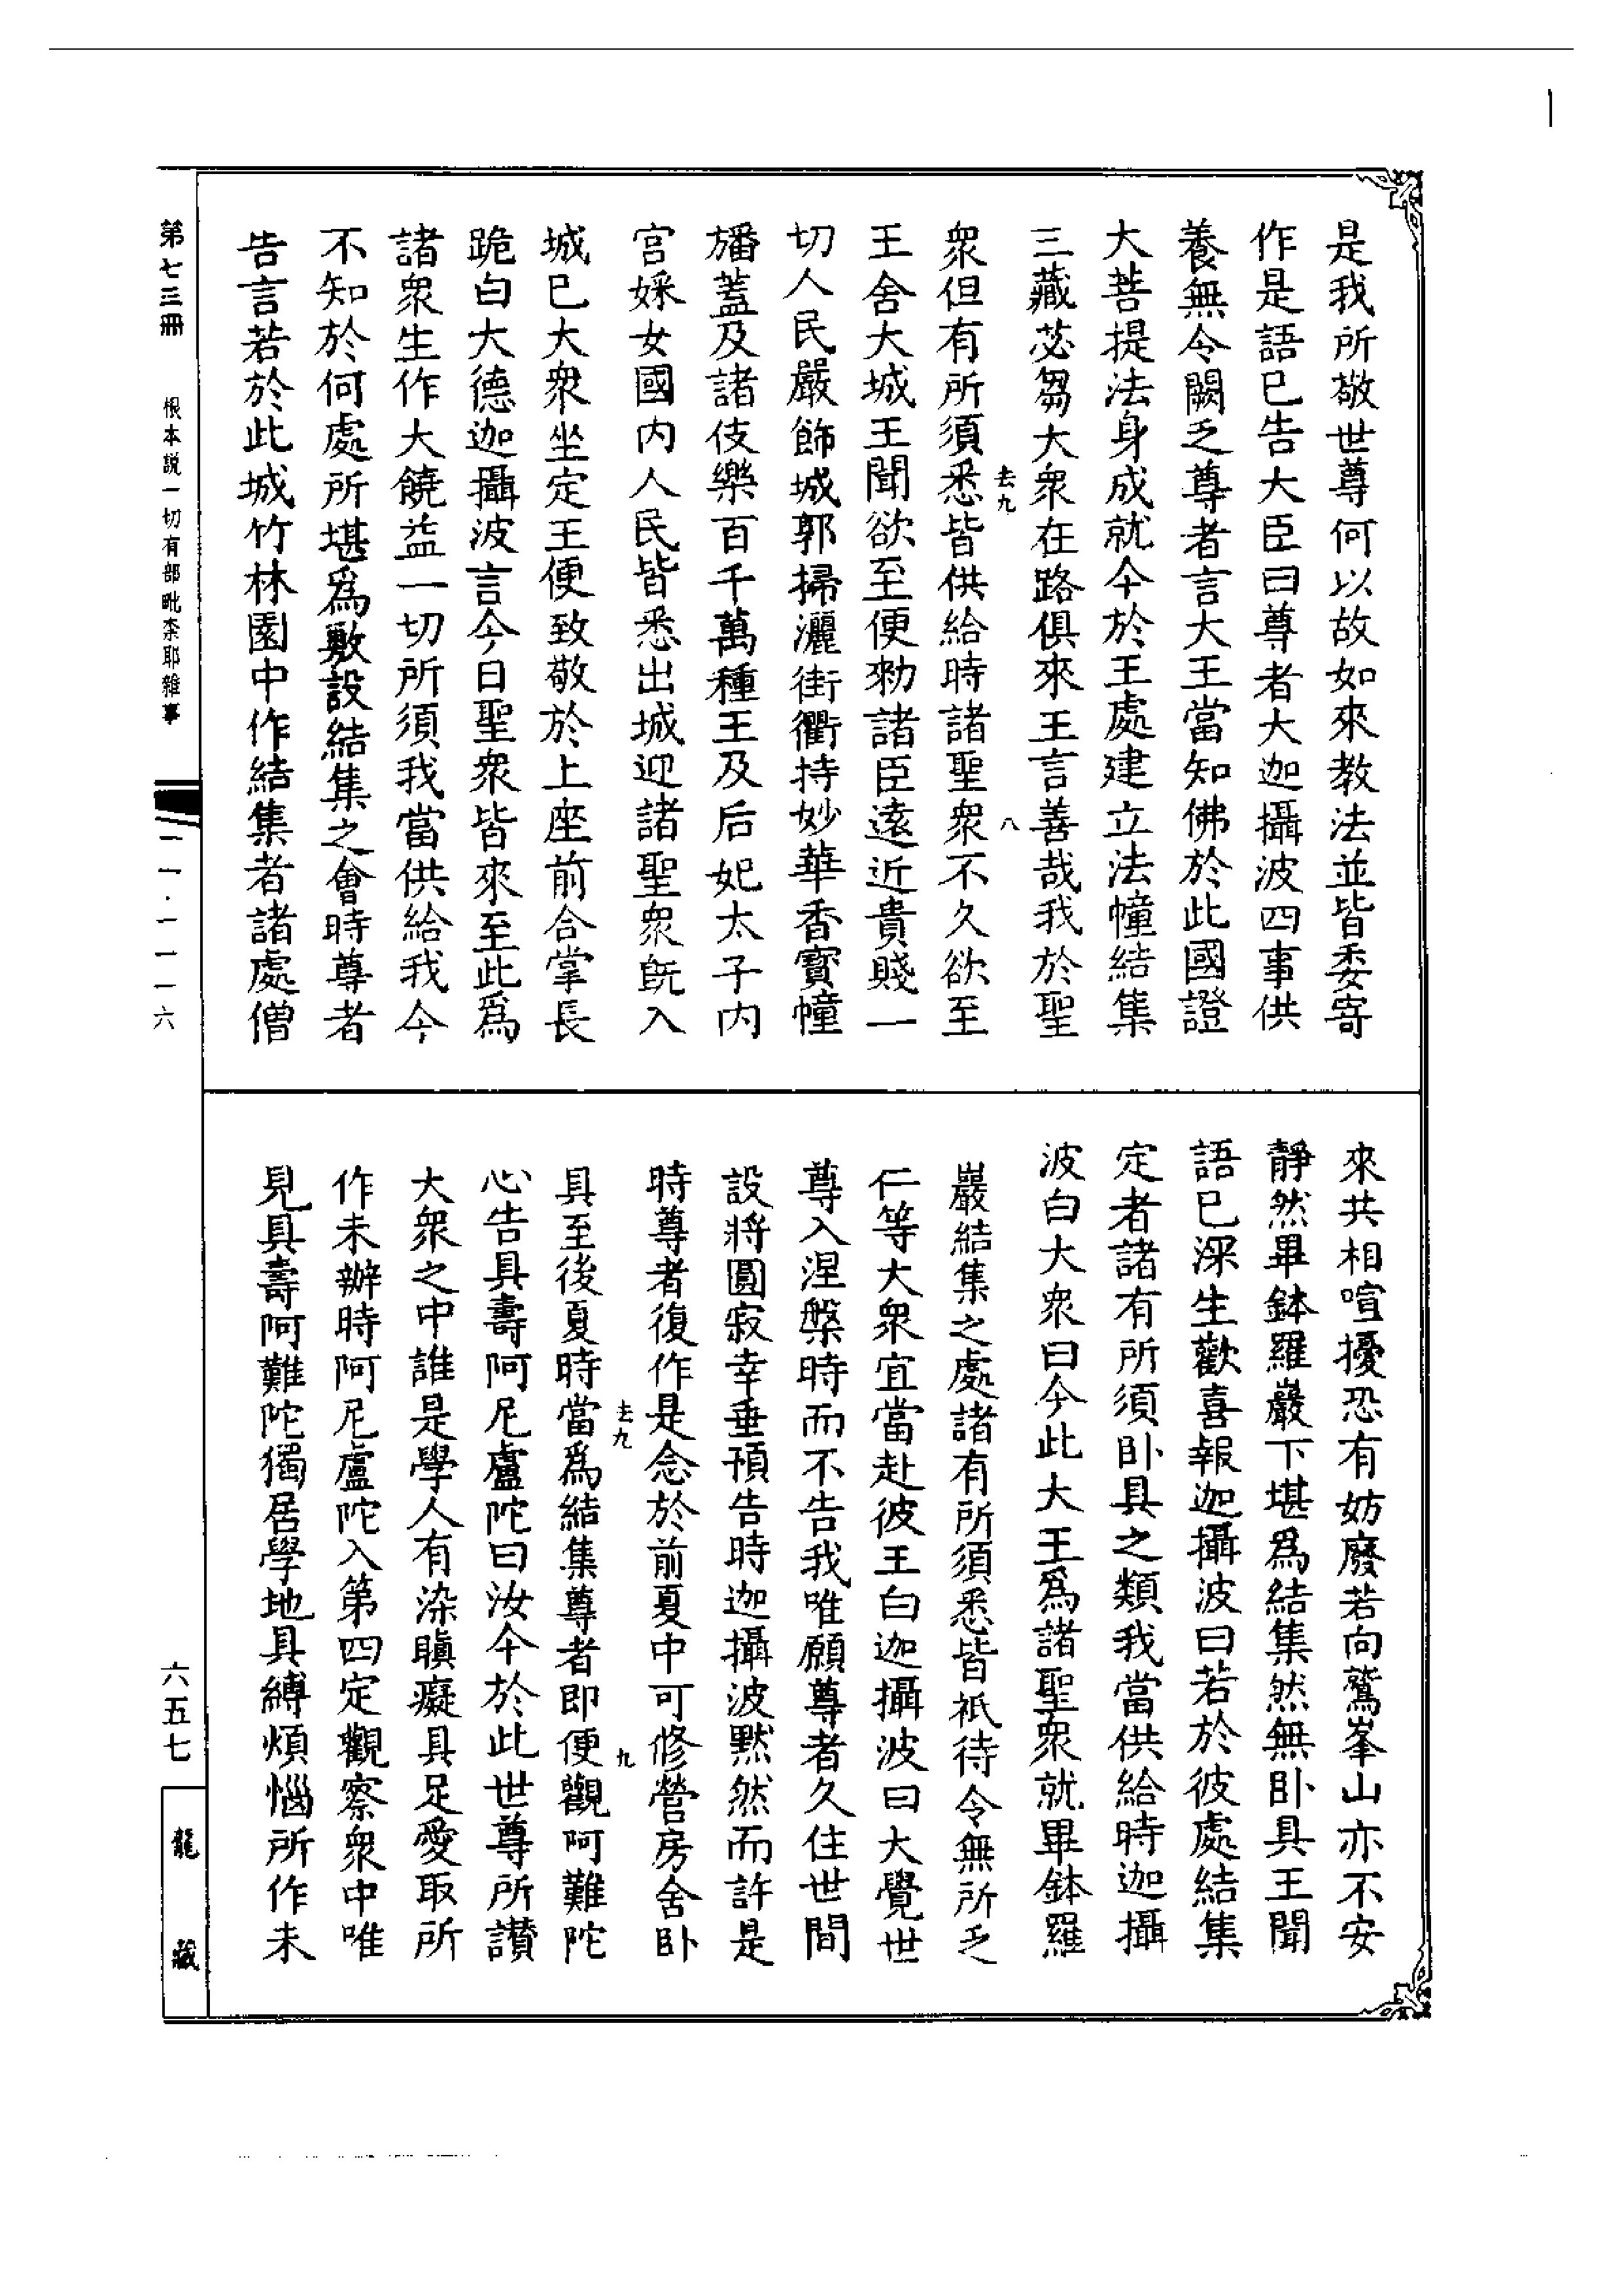 是我所敬世尊何以故如來教法並皆委寄
作是語已告大臣曰尊者大迦攝波四事供
養無令闕乏尊者言大王當知佛於此國證
大菩提法身成就今於王處建立法幢結集
三藏苾芻大衆在路俱來王言善哉我於聖
去九
八
衆但有所須悉皆供給時諸聖衆不久欲至
王舍大城王聞欲至便勑諸臣遠近貴賤一
切人民嚴飾城郭掃灑街衢持妙華香寳幢
旛蓋及諸伎樂百千萬種王及后妃太子内
宫婇女國内人民皆悉出城迎諸聖衆旣入
城已大衆坐定王便致敬於上座前合掌長
跪白大德迦攝波言今日聖衆皆來至此爲
諸衆生作大饒益一切所須我當供給我今
不知於何處所堪爲敷設結集之會時尊者
告言若於此城竹林園中作結集者諸處僧
來共相喧擾恐有妨廢若向鷲峯山亦不安
靜然畢鉢羅巖下堪爲結集然無卧具王聞
語已深生歡喜報迦攝波曰若於彼處結集
定者諸有所須卧具之類我當供給時迦攝
波白大衆曰今此大王爲諸聖衆就畢鉢羅
巖結集之處諸有所須悉皆祇待令無所乏
仁等大衆宜當赴彼王白迦攝波曰大覺世
尊入涅槃時而不告我唯願尊者久住世間
設將圓寂幸垂預告時迦攝波默然而許是
時尊者復作是念於前夏中可修營房舍卧
去九
九
具至後夏時當爲結集尊者即便觀阿難陀
心告具壽阿尼盧陀曰汝今於此世尊所讃
大衆之中誰是學人有染瞋癡具足愛取所
作未辦時阿尼盧陀入第四定觀察衆中唯
見具壽阿難陀獨居學地具縛煩惱所作未
第七三冊
根本説一切有部毗柰耶雜事
一一・一一一六
六五七
龍藏